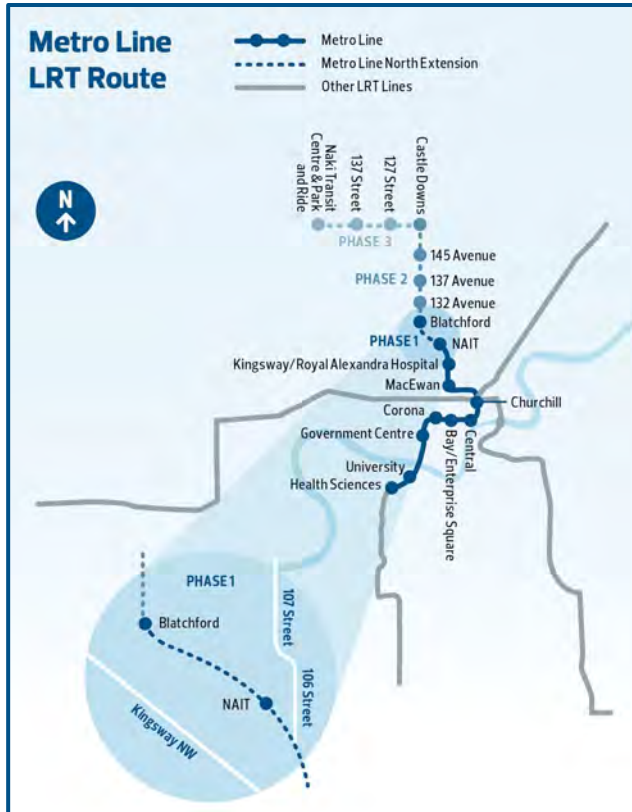 Metro Line
LRT Route
Metro Line
Metro Line North Extension
Other LRT Lines
N
Naki Transit
Centre & Park
and Ride
137 Street
127 Street
Castle Downs
PHASE 3
145 Avenue
PHASE 2
137 Avenue
132 Avenue
Blatchford
PHASE 1
NAIT
Kingsway/Royal Alexandra Hospital
MacEwan
Churchill
Corona
Government Centre
Central
Bay/Enterprise Square
University
Health Sciences
PHASE 1
107 Street
Blatchford
106 Street
NAIT
Kingsway NW